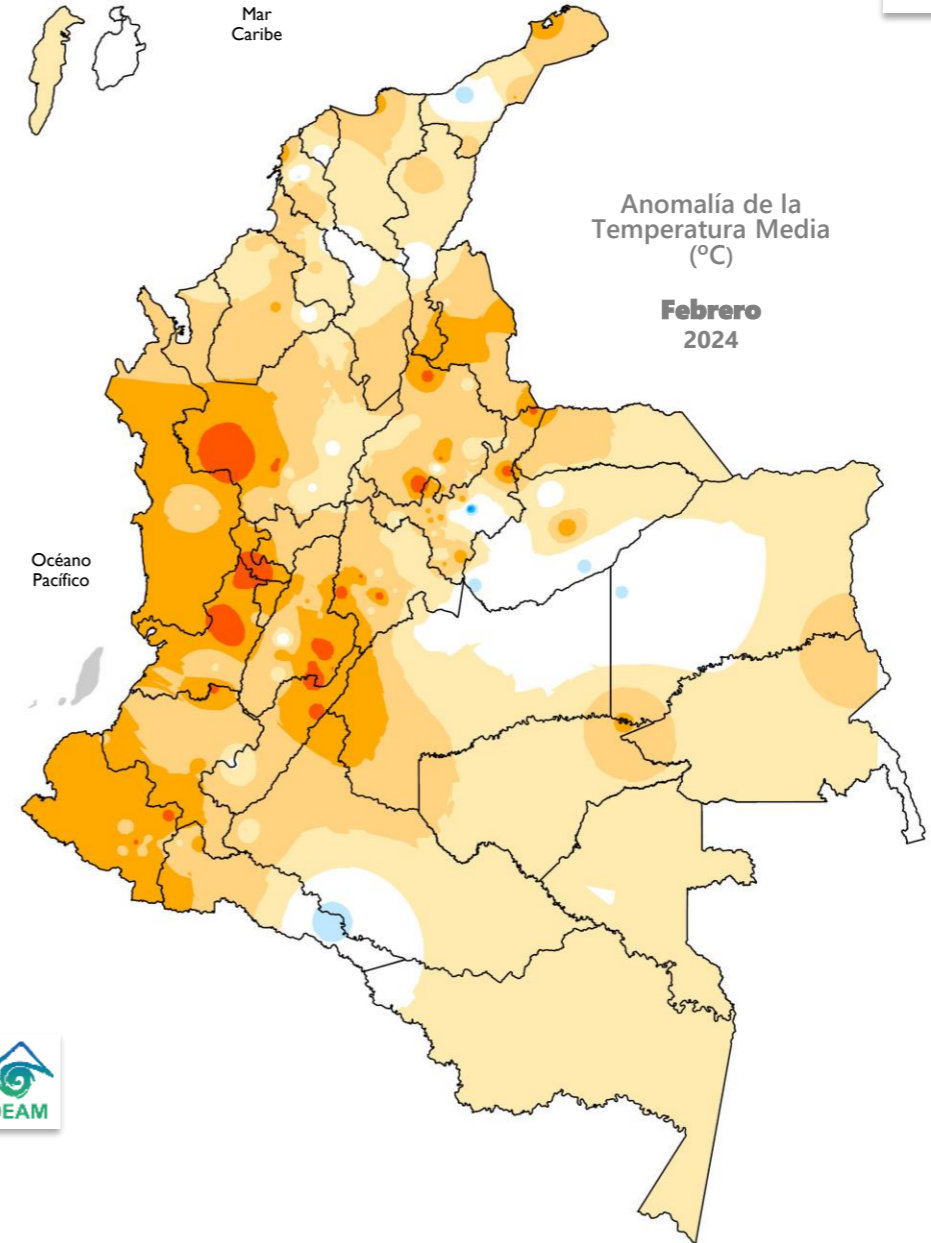 Mar
Caribe
Anomalía de la
Temperatura Media
(ºC)
Febrero
2024
Océano
Pacífico
DEAM